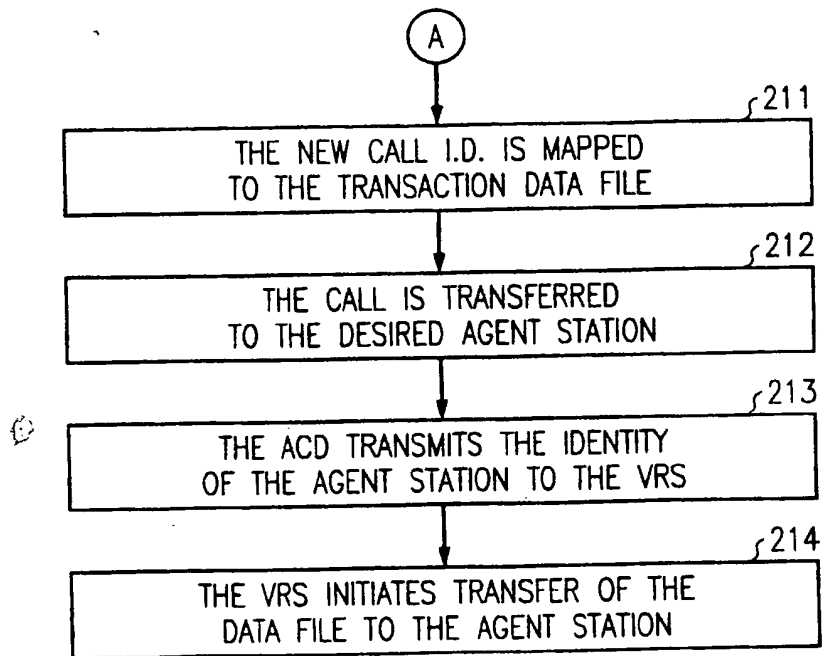 A
211
THE NEW CALL I.D. IS MAPPED
TO THE TRANSACTION DATA FILE
212
THE CALL IS TRANSFERRED
TO THE DESIRED AGENT STATION
213
THE ACD TRANSMITS THE IDENTITY
OF THE AGENT STATION TO THE VRS
214
THE VRS INITIATES TRANSFER OF THE
DATA FILE TO THE AGENT STATION